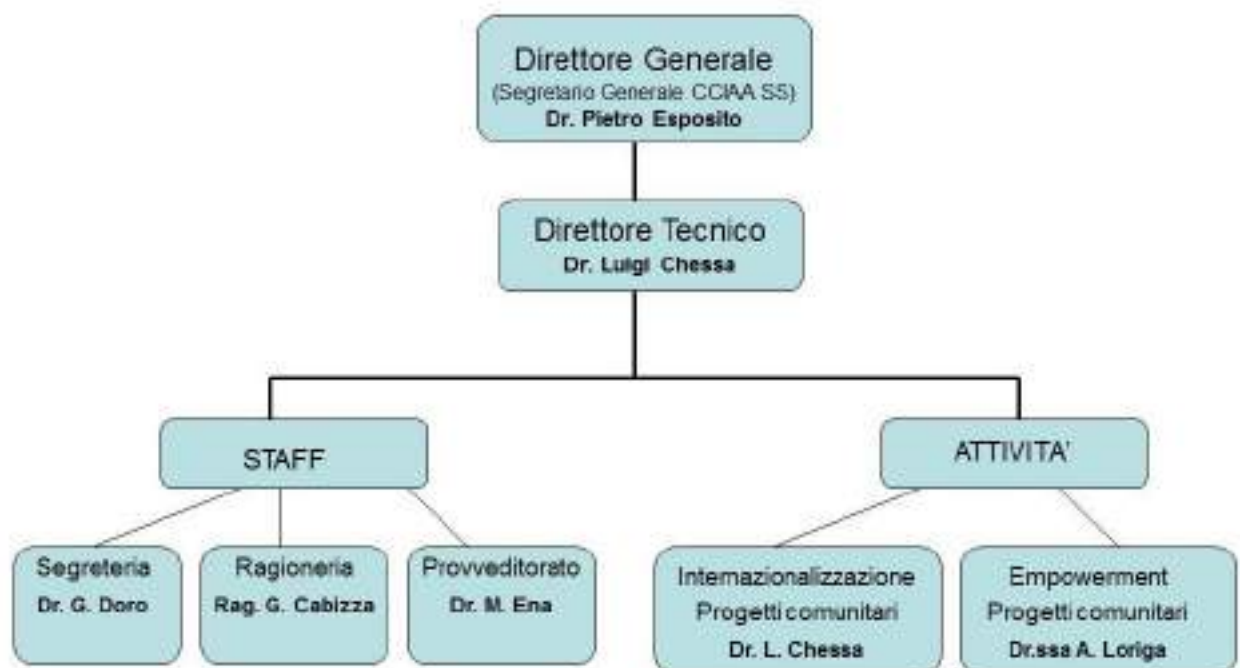 Direttore Generale
(Segretario Generale CCIAA SS)
Dr. Pietro Esposito
Direttore Tecnico
Dr. Luigi Chessa
STAFF
ATTIVITA'
Segreteria
Dr. G. Doro
Ragioneria
Rag. G. Cabizza
Provveditorato
Dr. M. Ena
Internazionalizzazione
Progetti comunitari
Dr. L. Chessa
Empowerment
Progetti comunitari
Dr.ssa A. Loriga